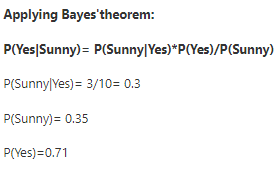 Applying Bayes'theorem:
P(Yes|Sunny)= P(Sunny|Yes)*P(Yes)/P(Sunny)
P(Sunny|Yes)= 3/10= 0.3
P(Sunny)= 0.35
P(Yes)=0.71